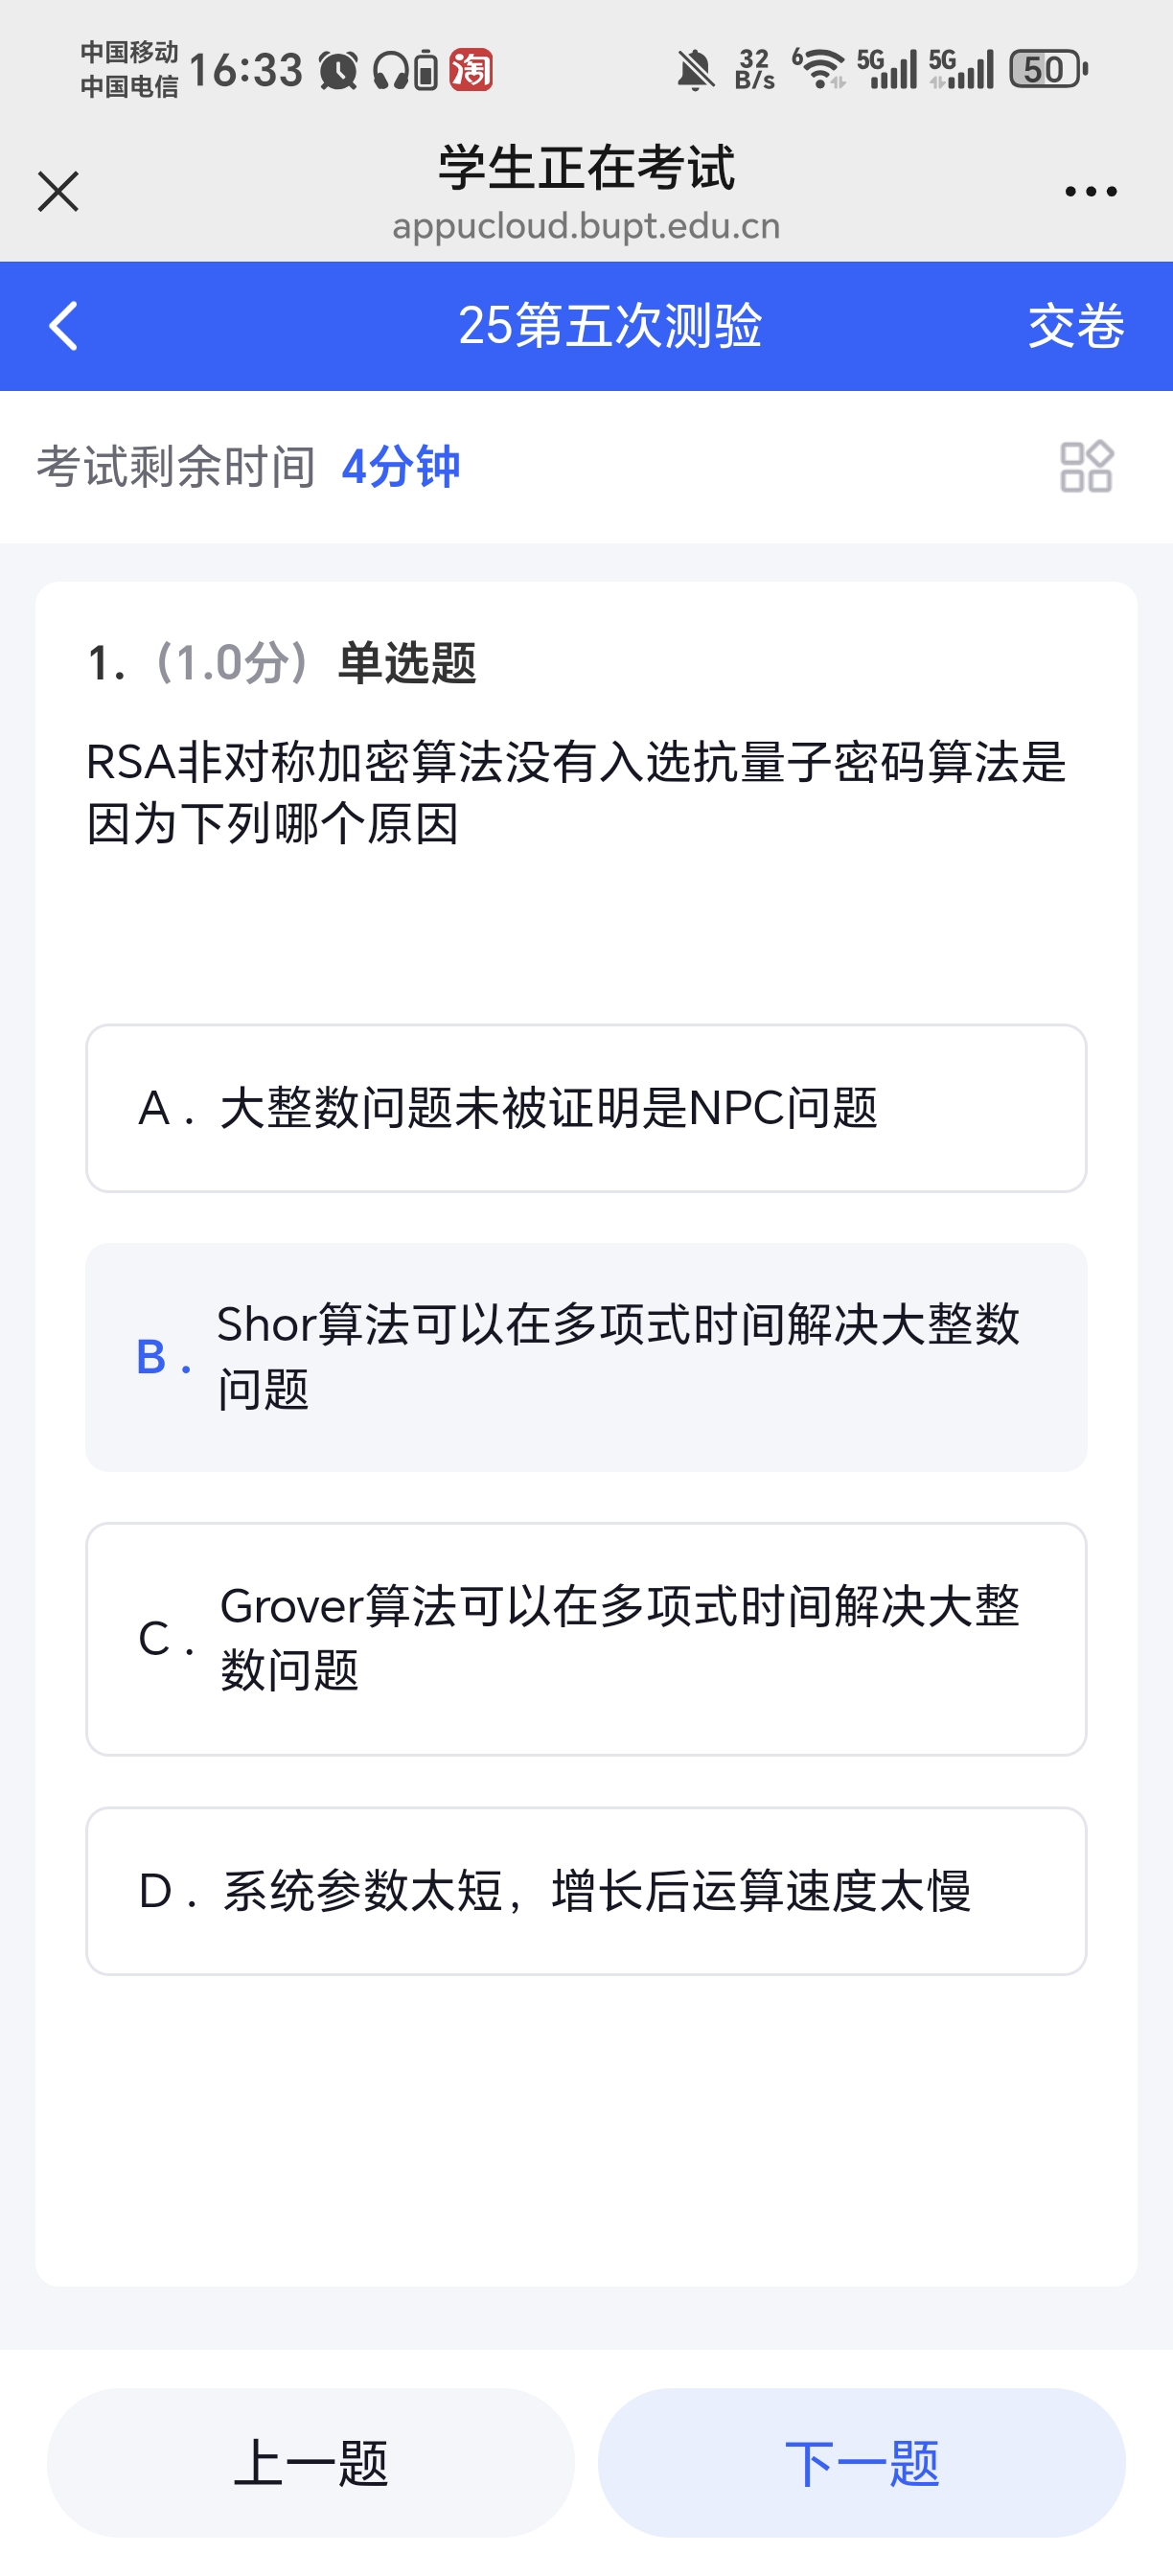 中国移动
中国电信
16:33
淘
32
B/s
6
5G
5G
50
学生正在考试
appucloud.bupt.edu.cn
25第五次测验
交卷
考试剩余时间 4分钟
1. (1.0分) 单选题
RSA非对称加密算法没有入选抗量子密码算法是
因为下列哪个原因
A. 大整数问题未被证明是NPC问题
B. Shor算法可以在多项式时间解决大整数
问题
C. Grover算法可以在多项式时间解决大整
数问题
D. 系统参数太短，增长后运算速度太慢
上一题
下一题